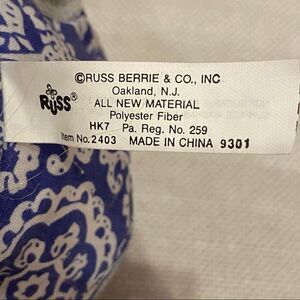 ©RUSS BERRIE & CO., INC
Oakland, N.J.
RUSS®
ALL NEW MATERIAL
Polyester Fiber
HK7 Pa. Reg. No. 259
Item No. 2403 MADE IN CHINA 9301